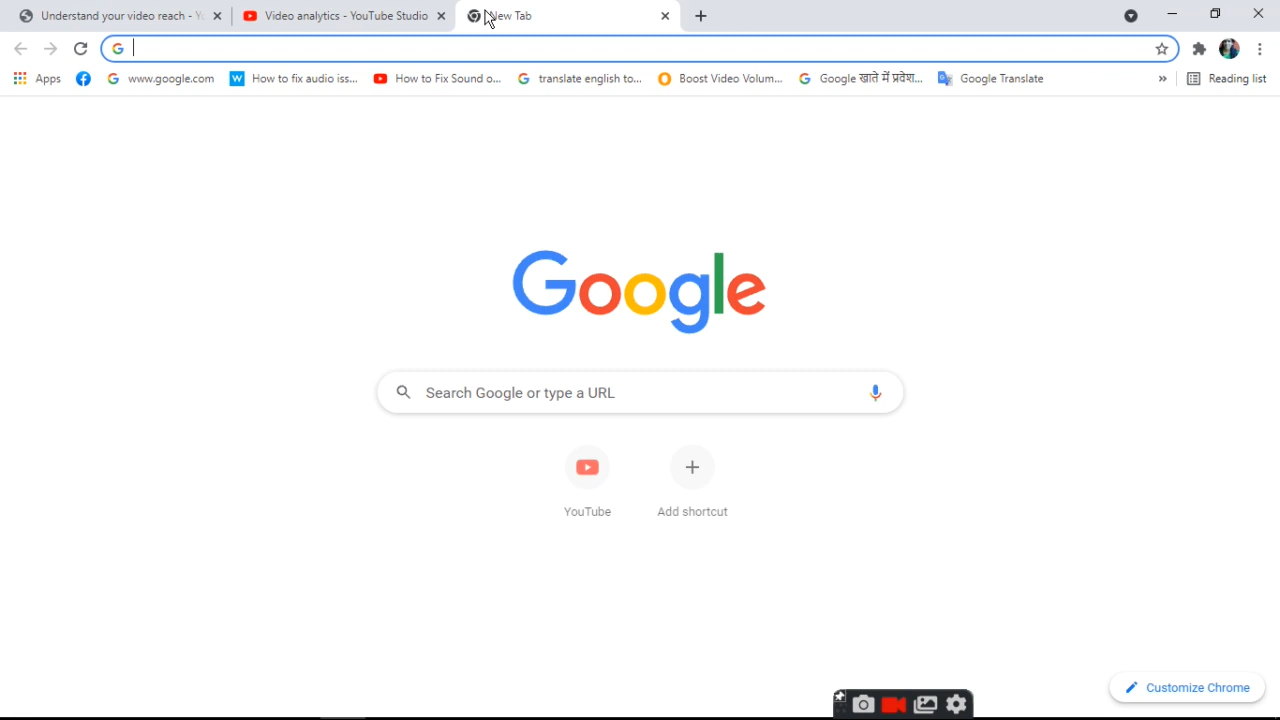 Understand your video reach - Yo
Video analytics - YouTube Studio
New Tab
Apps
www.google.com
How to fix audio iss...
How to Fix Sound o...
translate english to...
Boost Video Volum...
Google खाते में प्रवेश...
Google Translate
»
Reading list
Google
Search Google or type a URL
YouTube
Add shortcut
Customize Chrome